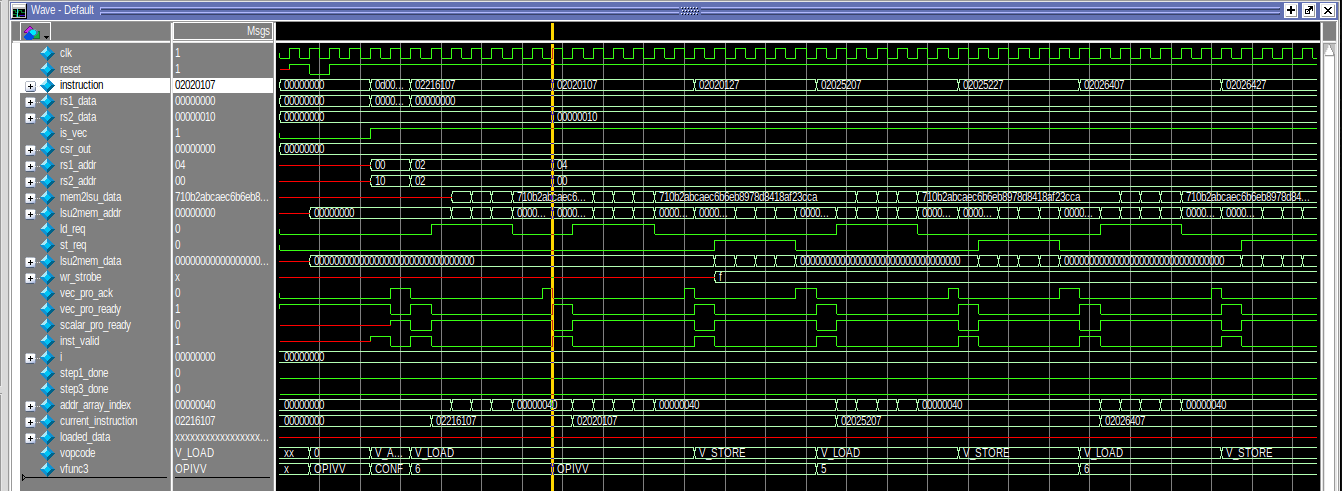 Wave - Default
Msgs
clk 1
reset 1
instruction 02020107 00000000 0d00... 02216107 02020107 02020127 02025207 02025227 02026407 02026427
rs1_data 00000000 00000000 0000... 00000000
rs2_data 00000010 00000000 00000010
is_vec 1
csr_out 00000000 00000000
rs1_addr 04 00 02 04
rs2_addr 00 10 02 00
mem2lsu_data 710b2abcaec6b6eb8... 710b2abcaec6... 710b2abcaec6b6eb8978d8418af23cca 710b2abcaec6b6eb8978d8418af23cca 710b2abcaec6b6eb8978d84...
lsu2mem_addr 00000000 00000000 0000... 0000... 0000... 0000... 0000... 0000... 0000... 0000... 0000... 0000... 0000...
ld_req 0
st_req 0
lsu2mem_data 0000000000000000... 00000000000000000000000000000000 00000000000000000000000000000000 00000000000000000000000000000000
wr_strobe x f
vec_pro_ack 0
vec_pro_ready 1
scalar_pro_ready 0
inst_valid 1
i 00000000 00000000
step1_done 0
step3_done 0
addr_array_index 00000040 00000000 00000040 00000040 00000040 00000040
current_instruction 02216107 00000000 02216107 02020107 02025207 02026407
loaded_data xxxxxxxxxxxxxxxxx...
vopcode V_LOAD xx 0 V_A... V_LOAD V_STORE V_LOAD V_STORE V_LOAD V_STORE
vfunc3 OPIVV x OPIVV CONF 6 OPIVV 5 6